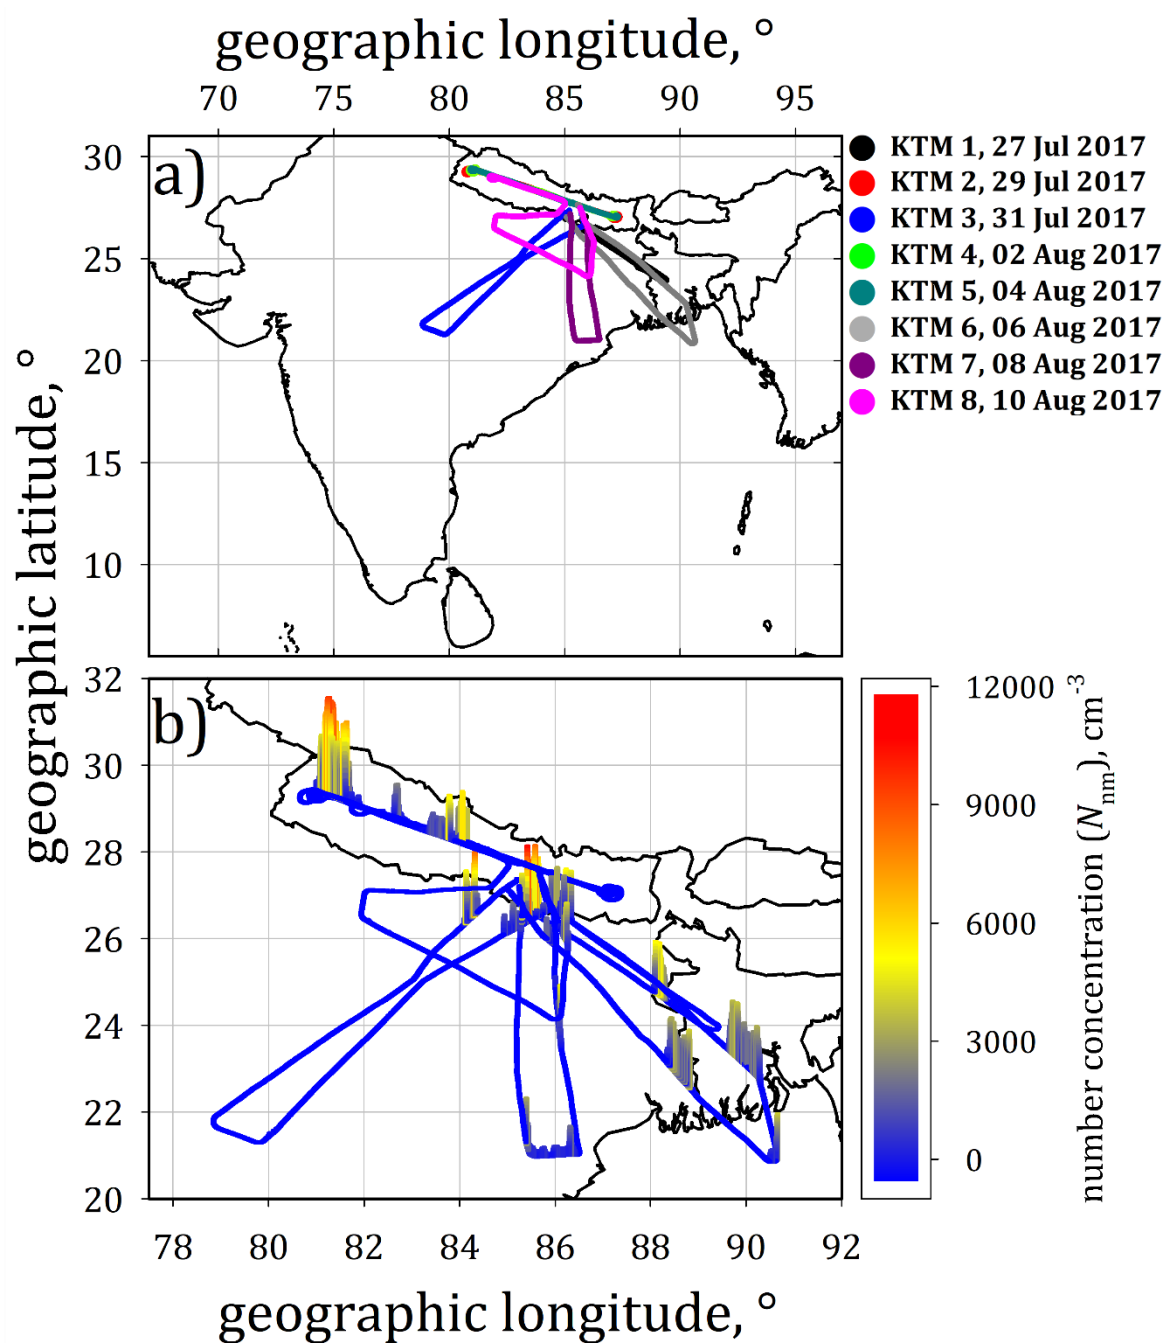 geographic longitude, °
70 75 80 85 90 95
a)
30
25
20
15
10
KTM 1, 27 Jul 2017
KTM 2, 29 Jul 2017
KTM 3, 31 Jul 2017
KTM 4, 02 Aug 2017
KTM 5, 04 Aug 2017
KTM 6, 06 Aug 2017
KTM 7, 08 Aug 2017
KTM 8, 10 Aug 2017
geographic latitude, °
b)
32
30
28
26
24
22
20
78 80 82 84 86 88 90 92
geographic longitude, °
12000
9000
6000
3000
0
number concentration (Nnm), cm-3